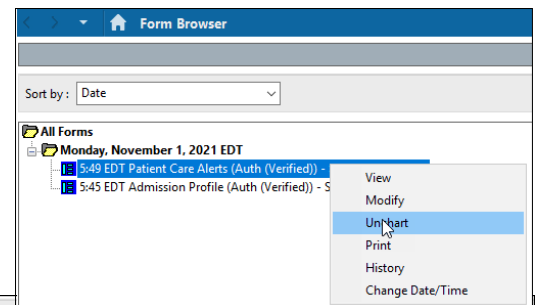 Form Browser
Sort by : Date
All Forms
Monday, November 1, 2021 EDT
5:49 EDT Patient Care Alerts (Auth (Verified)) -
5:45 EDT Admission Profile (Auth (Verified)) - S
View
Modify
Unchart
Print
History
Change Date/Time